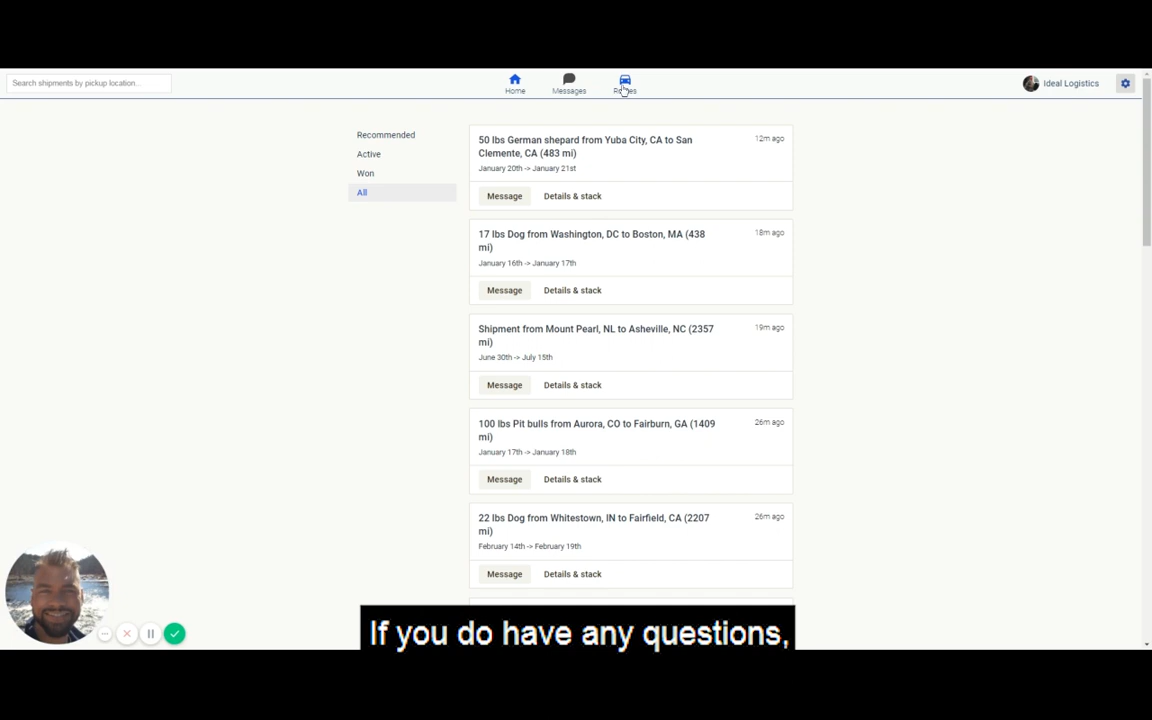 Search shipments by pickup location...
Home
Messages
Ideal Logistics
Recommended
Active
Won
All
50 lbs German shepard from Yuba City, CA to San
Clemente, CA (483 mi)
12m ago
January 20th -> January 21st
Message Details & stack
17 lbs Dog from Washington, DC to Boston, MA (438
mi)
18m ago
January 16th -> January 17th
Message Details & stack
Shipment from Mount Pearl, NL to Asheville, NC (2357
mi)
19m ago
June 30th -> July 15th
Message Details & stack
100 lbs Pit bulls from Aurora, CO to Fairburn, GA (1409
mi)
26m ago
January 17th -> January 18th
Message Details & stack
22 lbs Dog from Whitestown, IN to Fairfield, CA (2207
mi)
26m ago
February 14th -> February 19th
Message Details & stack
If you do have any questions,